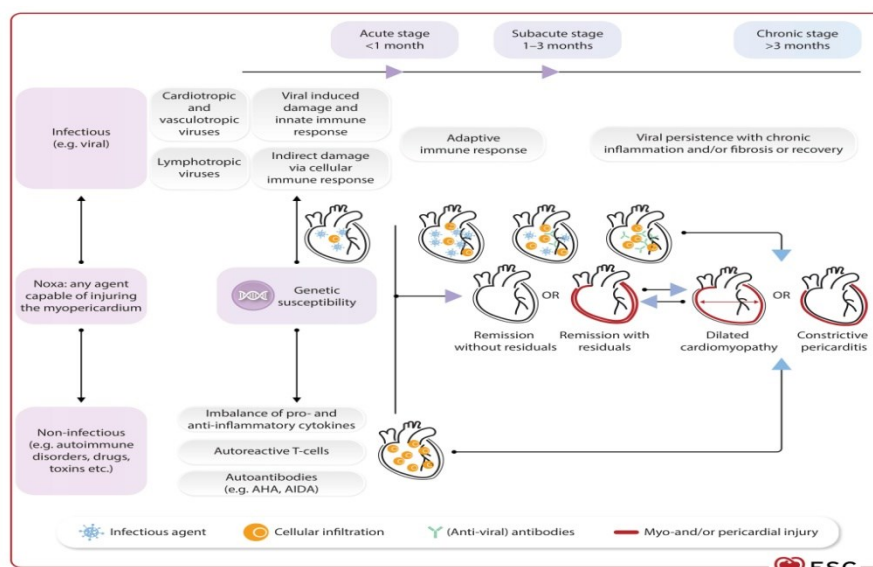 Acute stage
<1 month
Subacute stage
1–3 months
Chronic stage
>3 months
Infectious
(e.g. viral)
Cardiotropic
and
vasculotropic
viruses
Viral induced
damage and
innate immune
response
Lymphotropic
viruses
Indirect damage
via cellular
immune response
Adaptive
immune response
Viral persistence with chronic
inflammation and/or fibrosis or recovery
Noxa: any agent
capable of injuring
the myopericardium
Genetic
susceptibility
OR
OR
Remission
without residuals
Remission with
residuals
Dilated
cardiomyopathy
Constrictive
pericarditis
Non-infectious
(e.g. autoimmune
disorders, drugs,
toxins etc.)
Imbalance of pro- and
anti-inflammatory cytokines
Autoreactive T-cells
Autoantibodies
(e.g. AHA, AIDA)
Infectious agent
Cellular infiltration
(Anti-viral) antibodies
Myo-and/or pericardial injury
ESC